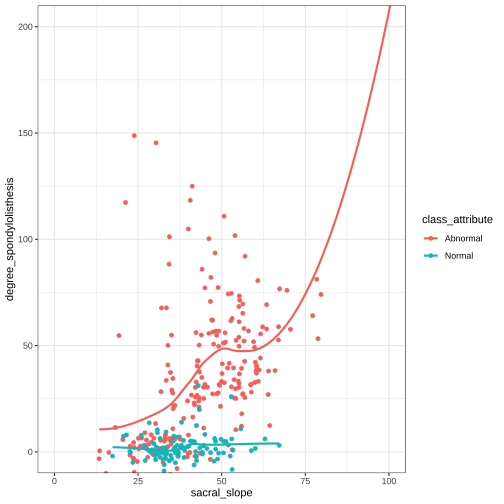 200
150
100
50
0
degree_spondylolisthesis
0
25
50
75
100
sacral_slope
class_attribute
Abnormal
Normal